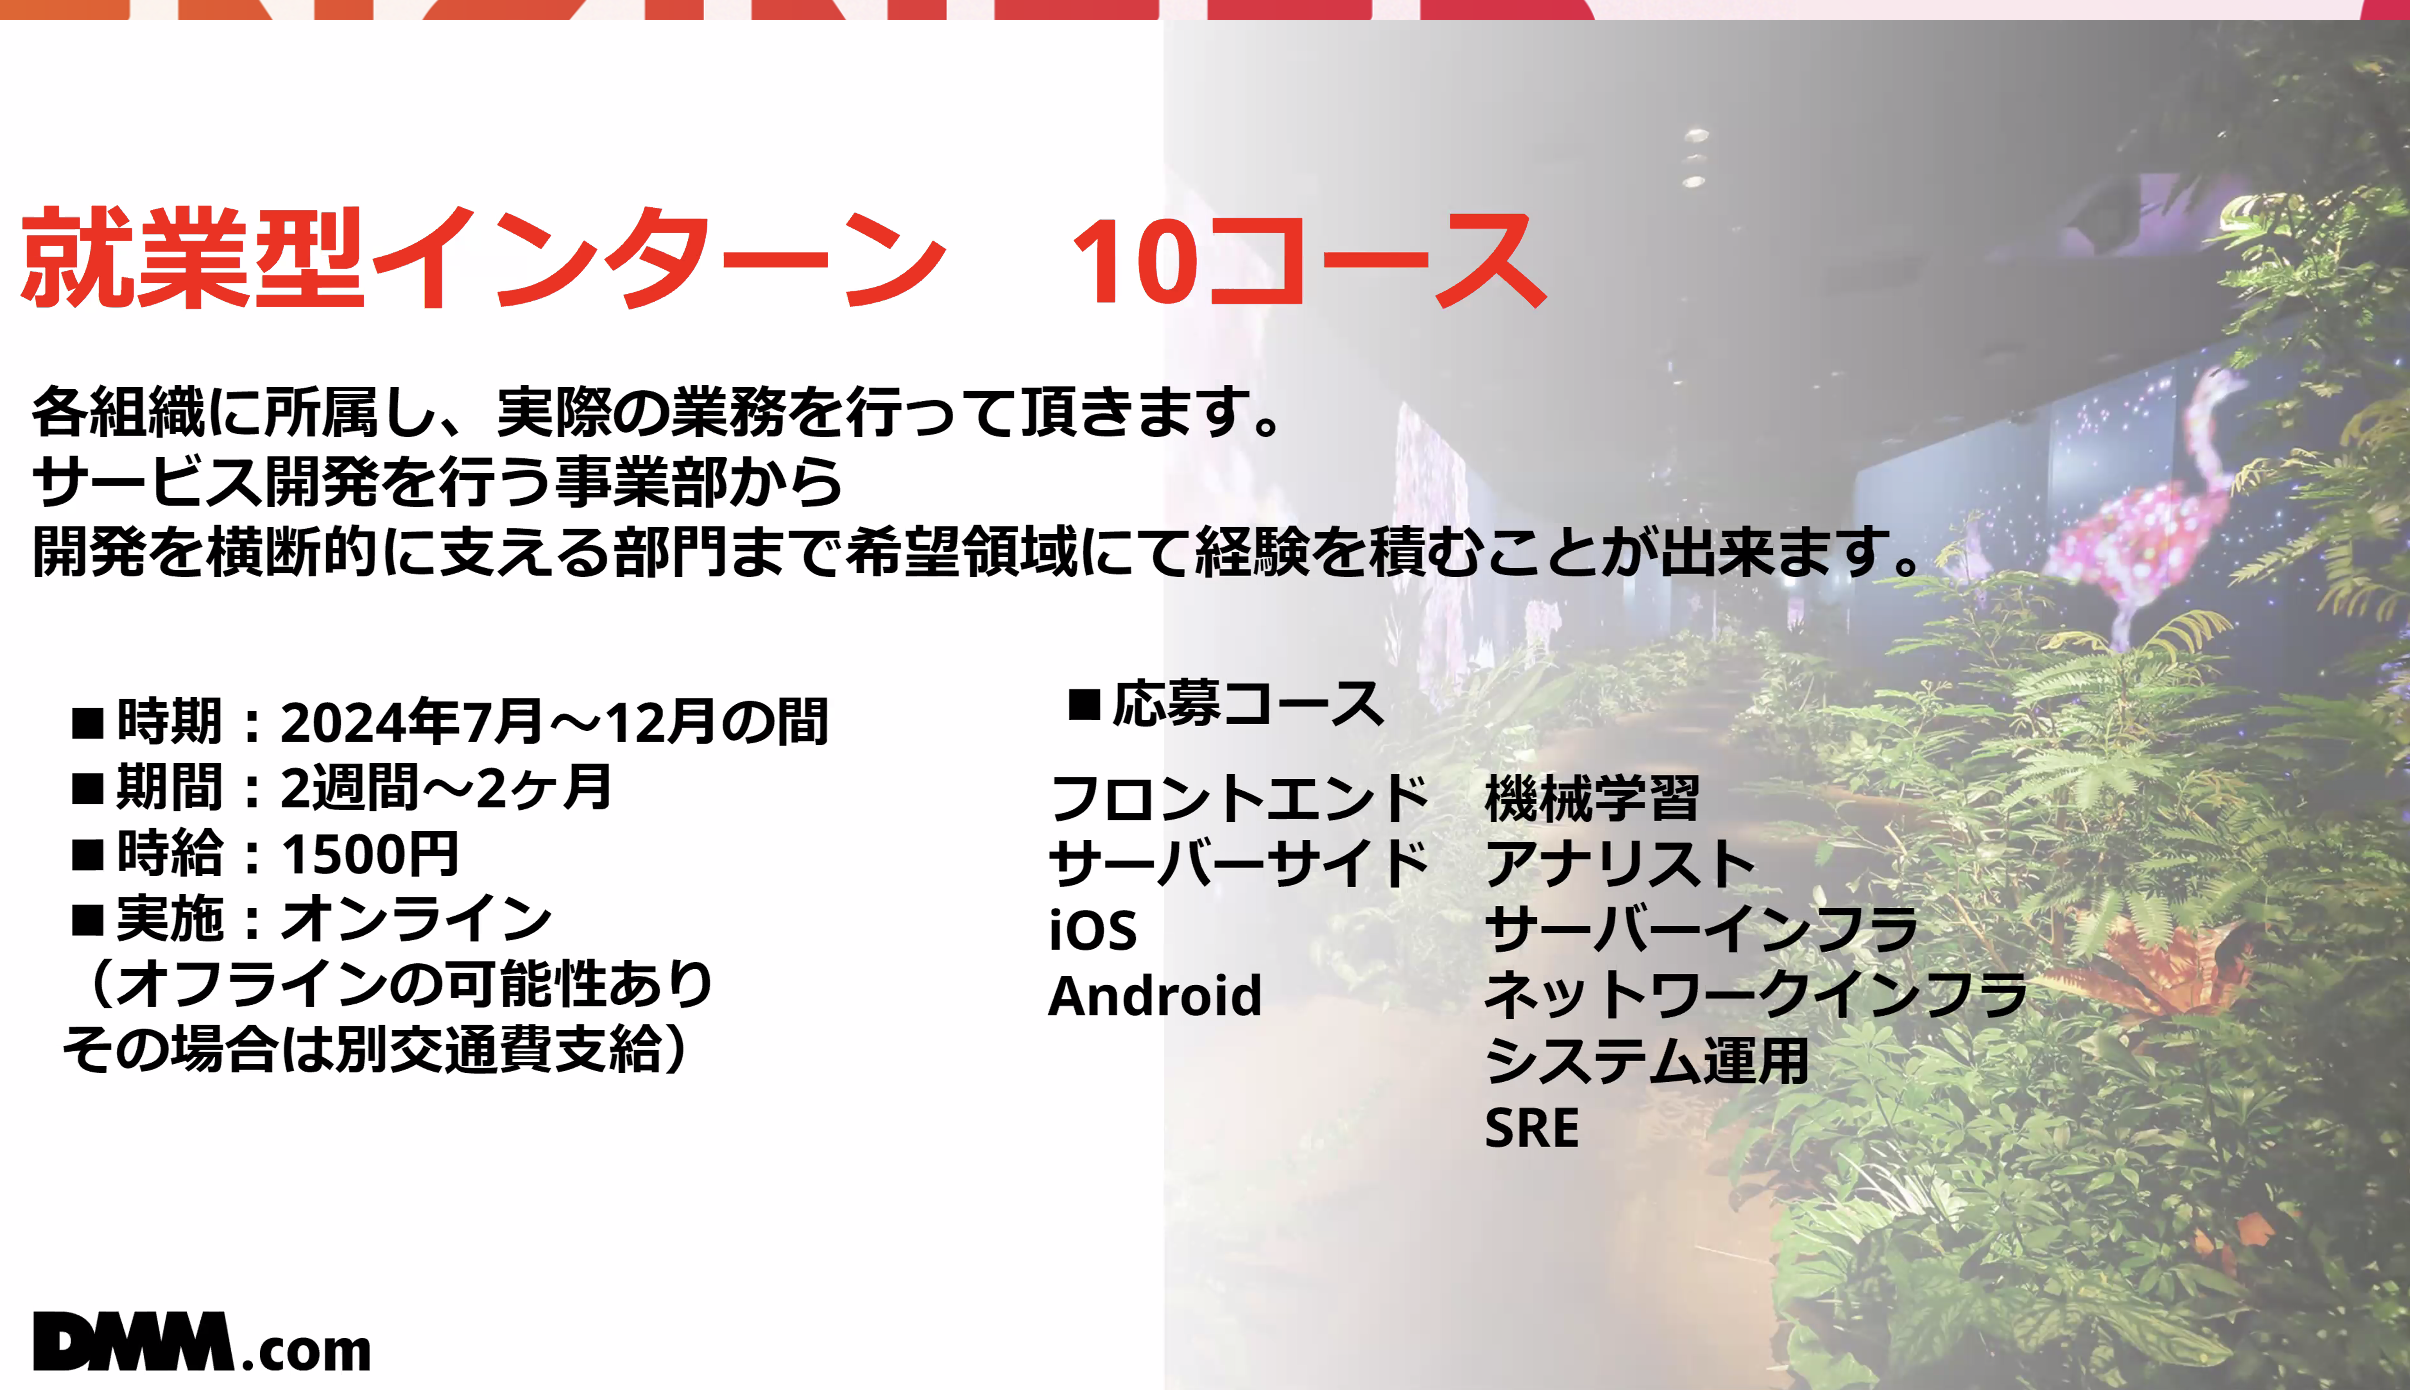 就業型インターン　10コース
各組織に所属し、実際の業務を行って頂きます。
サービス開発を行う事業部から
開発を横断的に支える部門まで希望領域にて経験を積むことが出来ます。
■時期：2024年7月～12月の間
■期間：2週間～2ヶ月
■時給：1500円
■実施：オンライン
（オフラインの可能性あり
その場合は別交通費支給）
■応募コース
フロントエンド
サーバーサイド
iOS
Android
機械学習
アナリスト
サーバーインフラ
ネットワークインフラ
システム運用
SRE
DMM.com